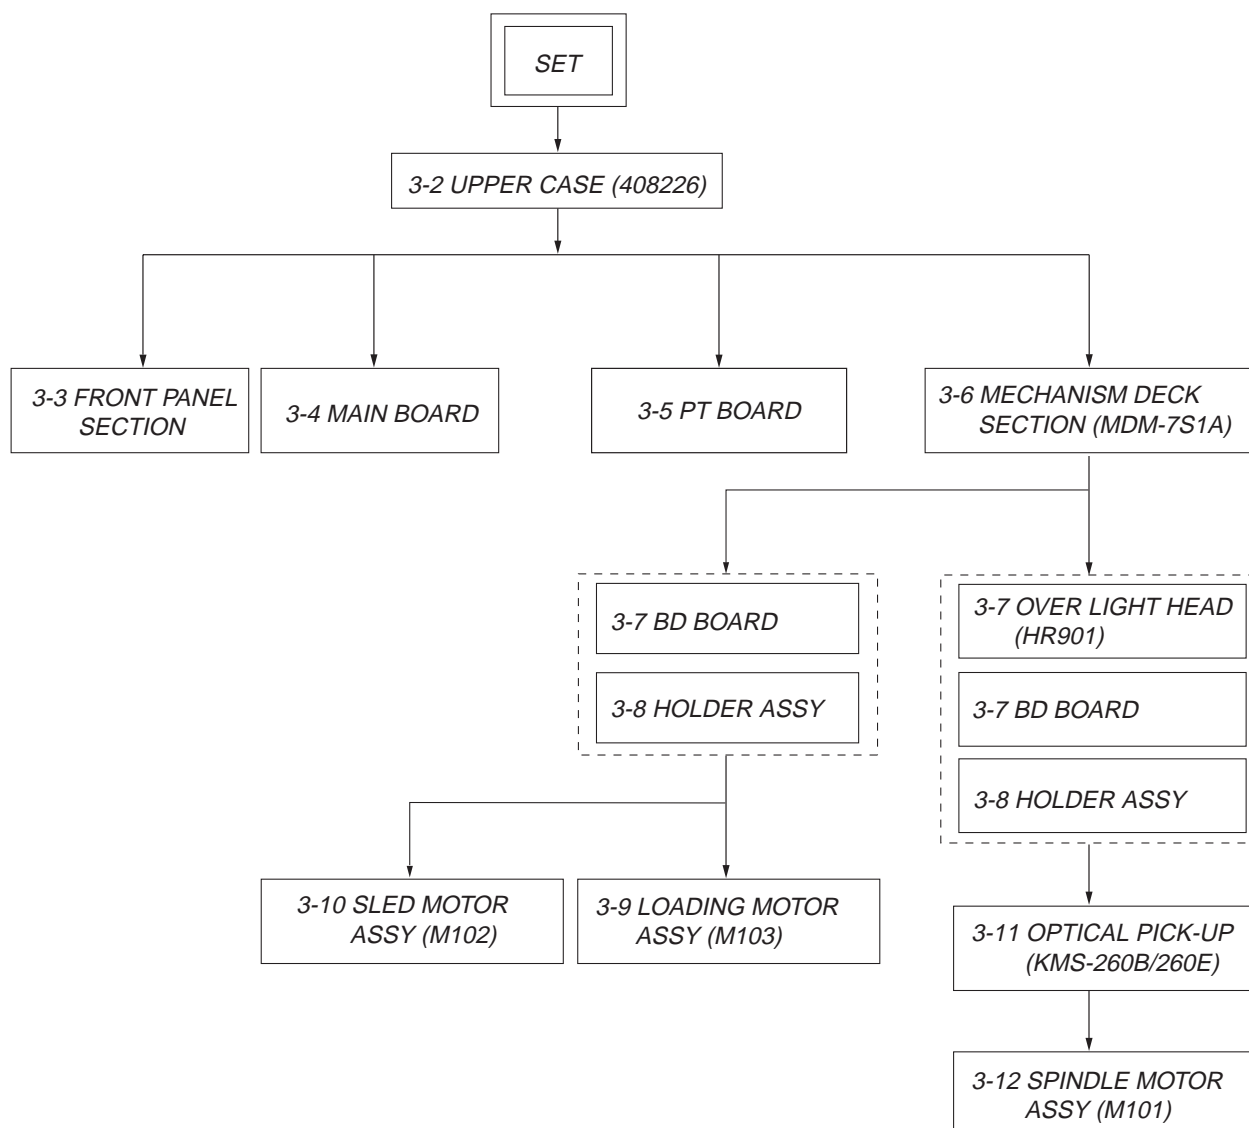 SET
3-2 UPPER CASE (408226)
3-3 FRONT PANEL
SECTION
3-4 MAIN BOARD
3-5 PT BOARD
3-6 MECHANISM DECK
SECTION (MDM-7S1A)
3-7 BD BOARD
3-8 HOLDER ASSY
3-7 OVER LIGHT HEAD
(HR901)
3-7 BD BOARD
3-8 HOLDER ASSY
3-10 SLED MOTOR
ASSY (M102)
3-9 LOADING MOTOR
ASSY (M103)
3-11 OPTICAL PICK-UP
(KMS-260B/260E)
3-12 SPINDLE MOTOR
ASSY (M101)